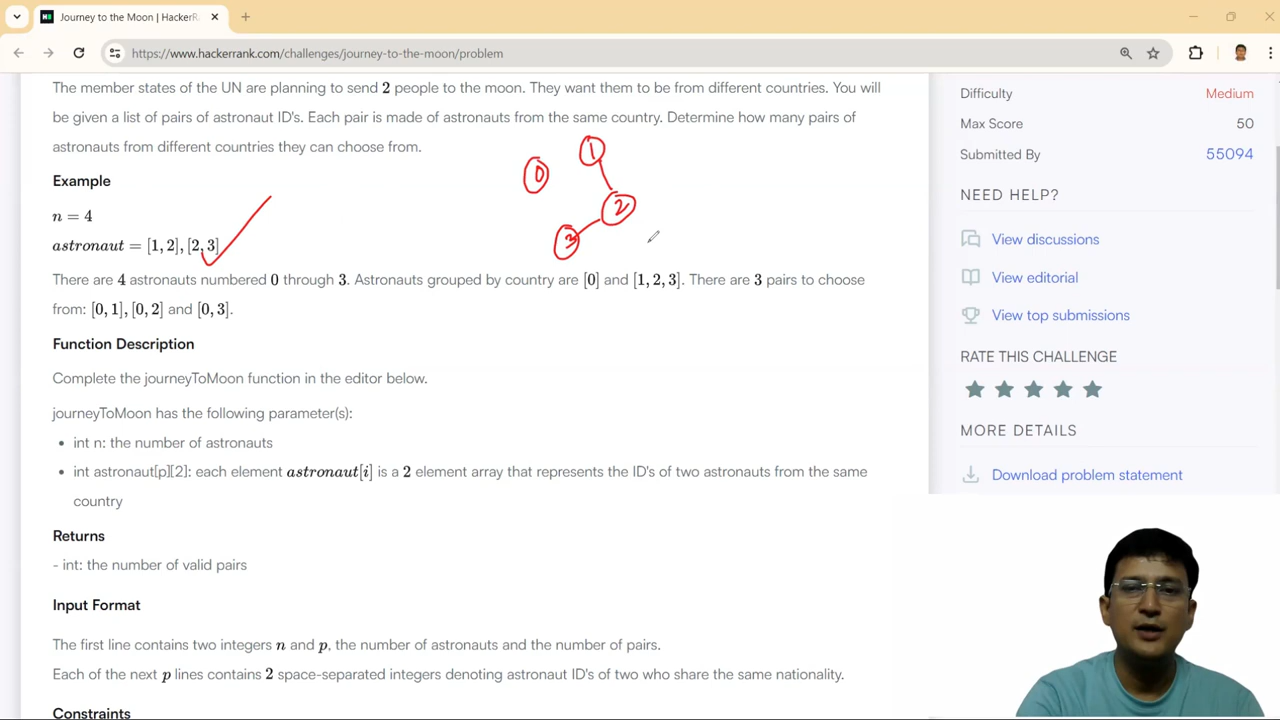 Journey to the Moon | HackerR
https://www.hackerrank.com/challenges/journey-to-the-moon/problem
The member states of the UN are planning to send 2 people to the moon. They want them to be from different countries. You will
be given a list of pairs of astronaut ID's. Each pair is made of astronauts from the same country. Determine how many pairs of
astronauts from different countries they can choose from.
Example
n = 4
astronaut = [1, 2], [2, 3]
There are 4 astronauts numbered 0 through 3. Astronauts grouped by country are [0] and [1, 2, 3]. There are 3 pairs to choose
from: [0, 1], [0, 2] and [0, 3].
0
1
2
3
Function Description
Complete the journeyToMoon function in the editor below.
journeyToMoon has the following parameter(s):
• int n: the number of astronauts
• int astronaut[p][2]: each element astronaut[i] is a 2 element array that represents the ID's of two astronauts from the same
country
Returns
- int: the number of valid pairs
Input Format
The first line contains two integers n and p, the number of astronauts and the number of pairs.
Each of the next p lines contains 2 space-separated integers denoting astronaut ID's of two who share the same nationality.
Constraints
Difficulty Medium
Max Score 50
Submitted By 55094
NEED HELP?
View discussions
View editorial
View top submissions
RATE THIS CHALLENGE
MORE DETAILS
Download problem statement